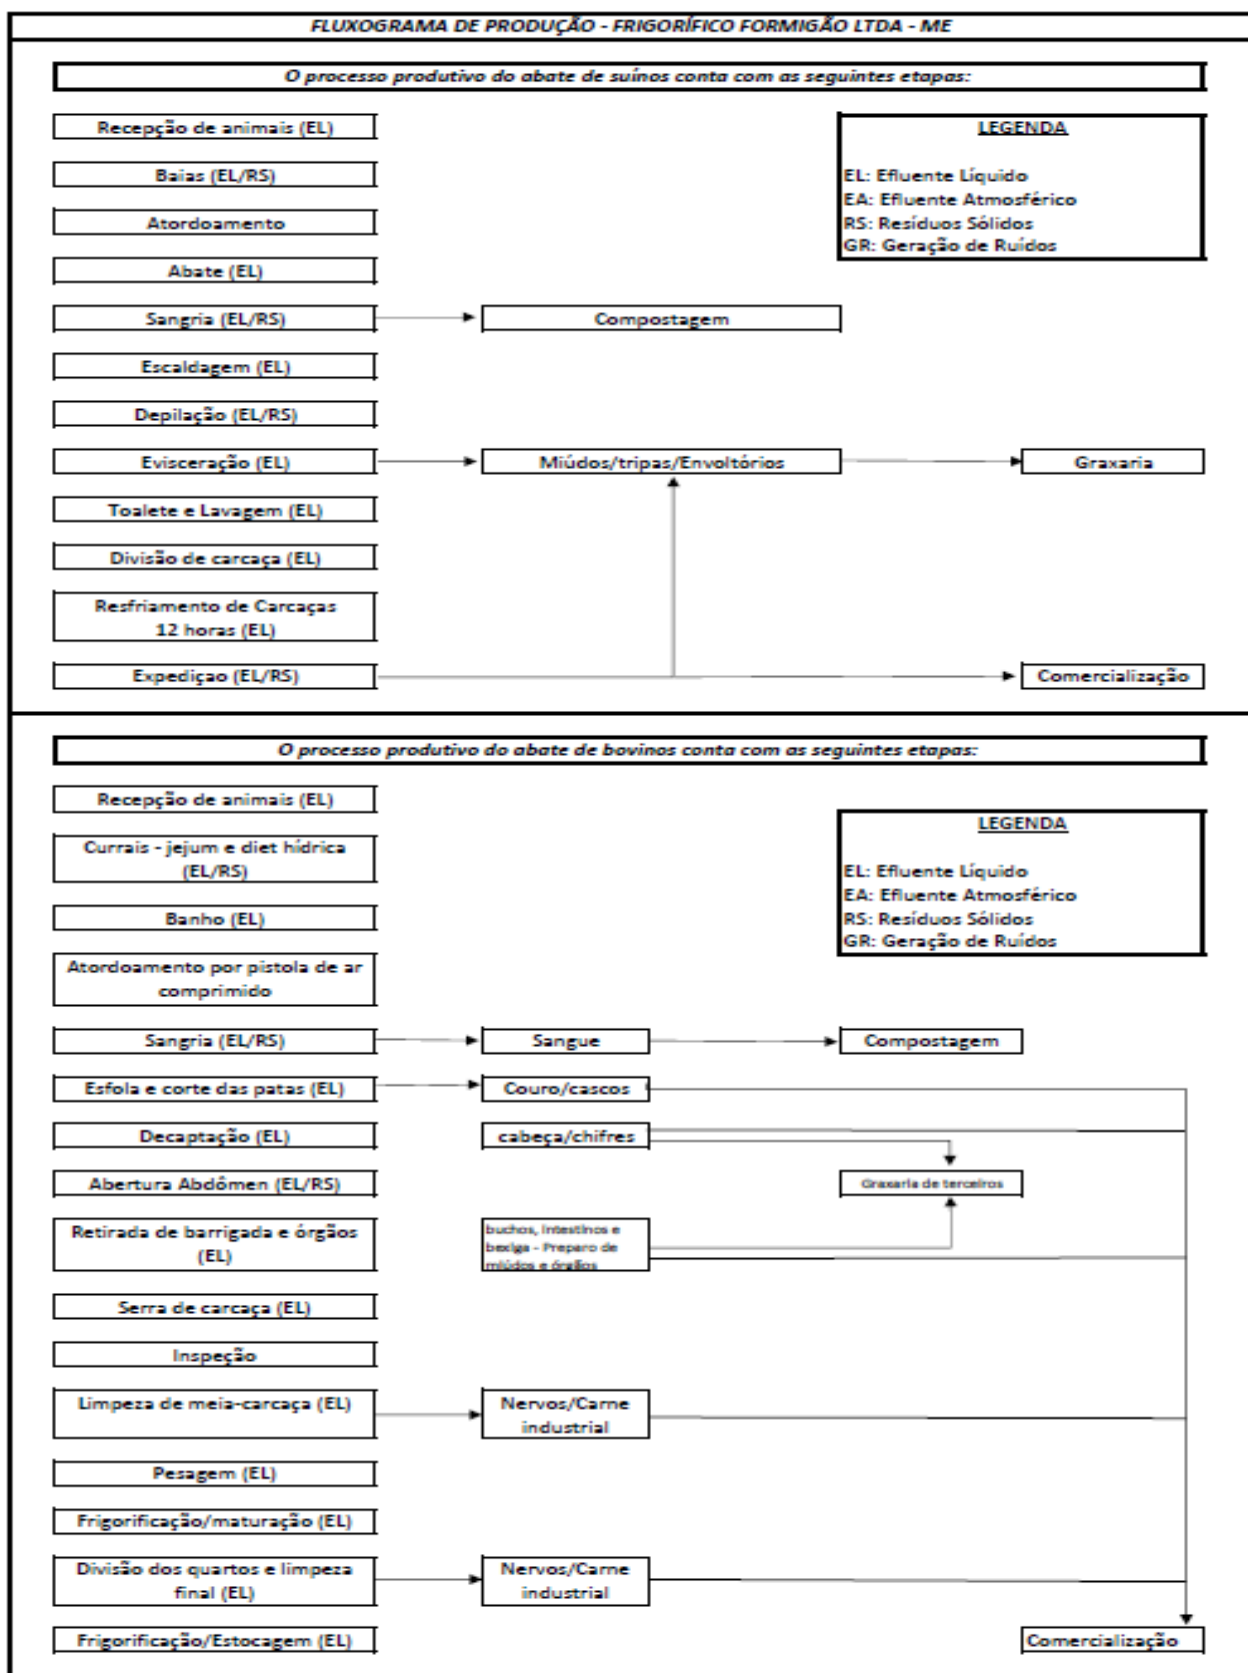 FLUXOGRAMA DE PRODUÇÃO - FRIGORÍFICO FORMIGÃO LTDA - ME
O processo produtivo do abate de suínos conta com as seguintes etapas:
Recepção de animais (EL)
LEGENDA
EL: Efluente Líquido
EA: Efluente Atmosférico
RS: Resíduos Sólidos
GR: Geração de Ruídos
Baias (EL/RS)
Atordoamento
Abate (EL)
Sangria (EL/RS)
Compostagem
Escaldagem (EL)
Depilação (EL/RS)
Evisceração (EL)
Miúdos/tripas/Envoltórios
Graxaria
Toalete e Lavagem (EL)
Divisão de carcaça (EL)
Resfriamento de Carcaças
12 horas (EL)
Expediçao (EL/RS)
Comercialização
O processo produtivo do abate de bovinos conta com as seguintes etapas:
Recepção de animais (EL)
LEGENDA
EL: Efluente Líquido
EA: Efluente Atmosférico
RS: Resíduos Sólidos
GR: Geração de Ruídos
Currais - jejum e diet hídrica
(EL/RS)
Banho (EL)
Atordoamento por pistola de ar
comprimido
Sangria (EL/RS)
Sangue
Compostagem
Esfola e corte das patas (EL)
Couro/cascos
Decaptação (EL)
cabeça/chifres
Abertura Abdômen (EL/RS)
Graxaria de terceiros
Retirada de barrigada e órgãos
(EL)
buchos, intestinos e
bexiga - Preparo de
miúdos e órgãos
Serra de carcaça (EL)
Inspeção
Limpeza de meia-carcaça (EL)
Nervos/Carne
industrial
Pesagem (EL)
Frigorificação/maturação (EL)
Divisão dos quartos e limpeza
final (EL)
Nervos/Carne
industrial
Frigorificação/Estocagem (EL)
Comercialização